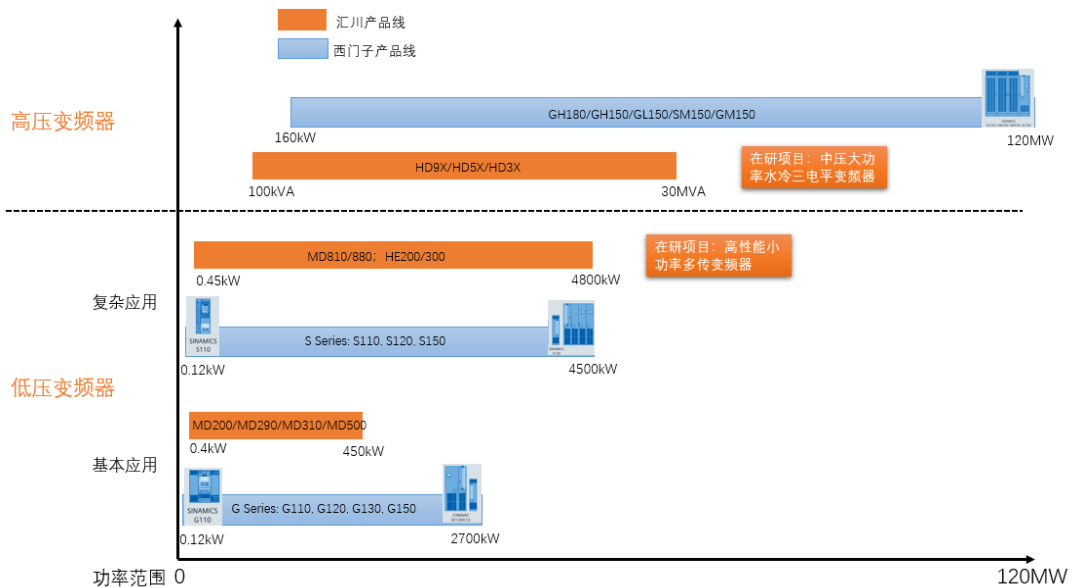 汇川产品线
西门子产品线
高压变频器
GH180/GH150/GL150/SM150/GM150
160kW
120MW
HD9X/HD5X/HD3X
100kVA
30MVA
在研项目：中压大功
率水冷三电平变频器
MD810/880；HE200/300
0.45kW
4800kW
在研项目：高性能小
功率多传变频器
复杂应用
SINAMICS
S110
S Series: S110, S120, S150
0.12kW
4500kW
低压变频器
MD200/MD290/MD310/MD500
0.4kW
450kW
基本应用
SINAMICS
G110
G Series: G110, G120, G130, G150
0.12kW
2700kW
功率范围 0
120MW